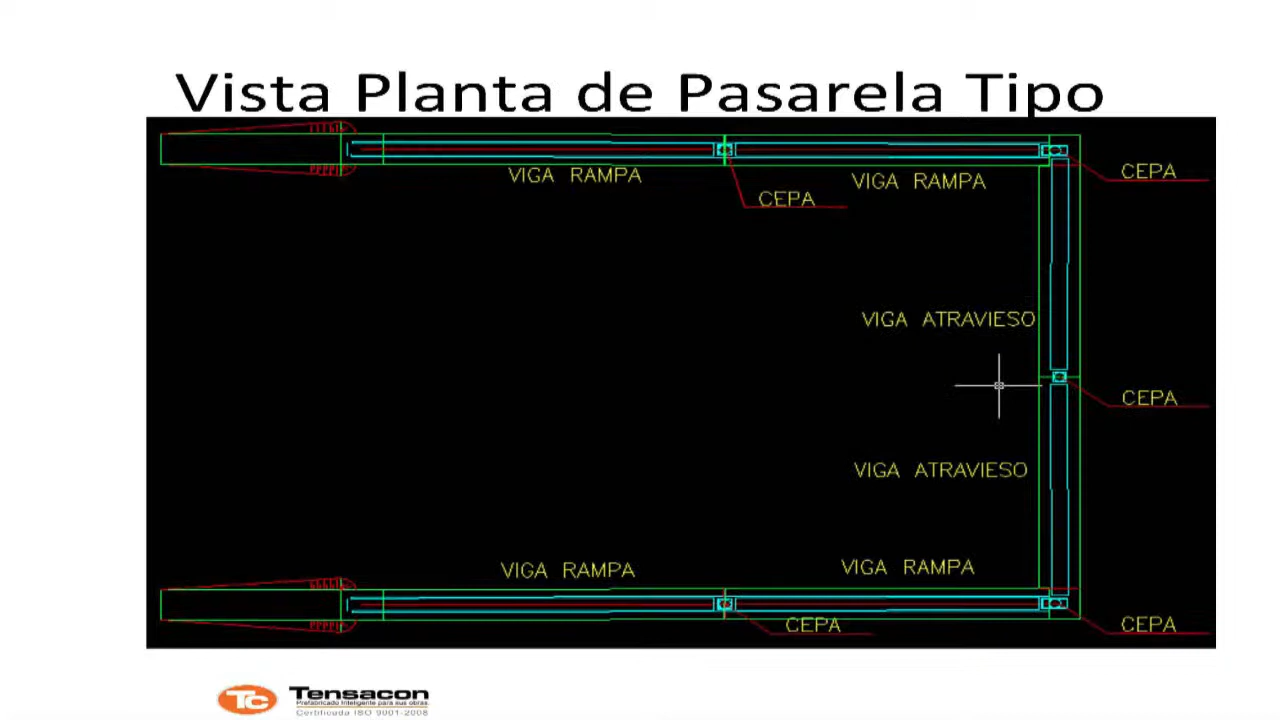 Vista Planta de Pasarela Tipo
VIGA RAMPA
CEPA
VIGA RAMPA
CEPA
VIGA ATRAVIESO
CEPA
VIGA ATRAVIESO
VIGA RAMPA
VIGA RAMPA
CEPA
CEPA
TC
Tensacon
Prefabricado Inteligente para sus obras.
Certificada ISO 9001-2008